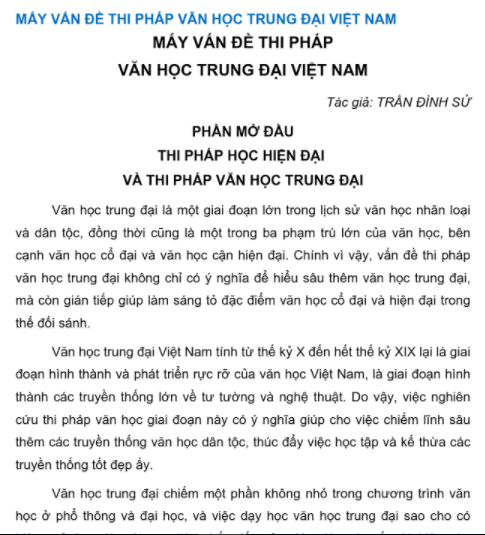 MẤY VẤN ĐỀ THI PHÁP VĂN HỌC TRUNG ĐẠI VIỆT NAM
MẤY VẤN ĐỀ THI PHÁP
VĂN HỌC TRUNG ĐẠI VIỆT NAM
Tác giả: TRẦN ĐÌNH SỬ
PHẦN MỞ ĐẦU
THI PHÁP HỌC HIỆN ĐẠI
VÀ THI PHÁP VĂN HỌC TRUNG ĐẠI
Văn học trung đại là một giai đoạn lớn trong lịch sử văn học nhân loại
và dân tộc, đồng thời cũng là một trong ba phạm trù lớn của văn học, bên
cạnh văn học cổ đại và văn học cận hiện đại. Chính vì vậy, vấn đề thi pháp
văn học trung đại không chỉ có ý nghĩa để hiểu sâu thêm văn học trung đại,
mà còn gián tiếp giúp làm sáng tỏ đặc điểm văn học cổ đại và hiện đại trong
thế đối sánh.
Văn học trung đại Việt Nam tính từ thế kỷ X đến hết thế kỷ XIX lại là giai
đoạn hình thành và phát triển rực rỡ của văn học Việt Nam, là giai đoạn hình
thành các truyền thống lớn về tư tưởng và nghệ thuật. Do vậy, việc nghiên
cứu thi pháp văn học giai đoạn này có ý nghĩa giúp cho việc chiếm lĩnh sâu
thêm các truyền thống văn học dân tộc, thúc đẩy việc học tập và kế thừa các
truyền thống tốt đẹp ấy.
Văn học trung đại chiếm một phần không nhỏ trong chương trình văn
học ở phổ thông và đại học, và việc dạy học văn học trung đại sao cho có